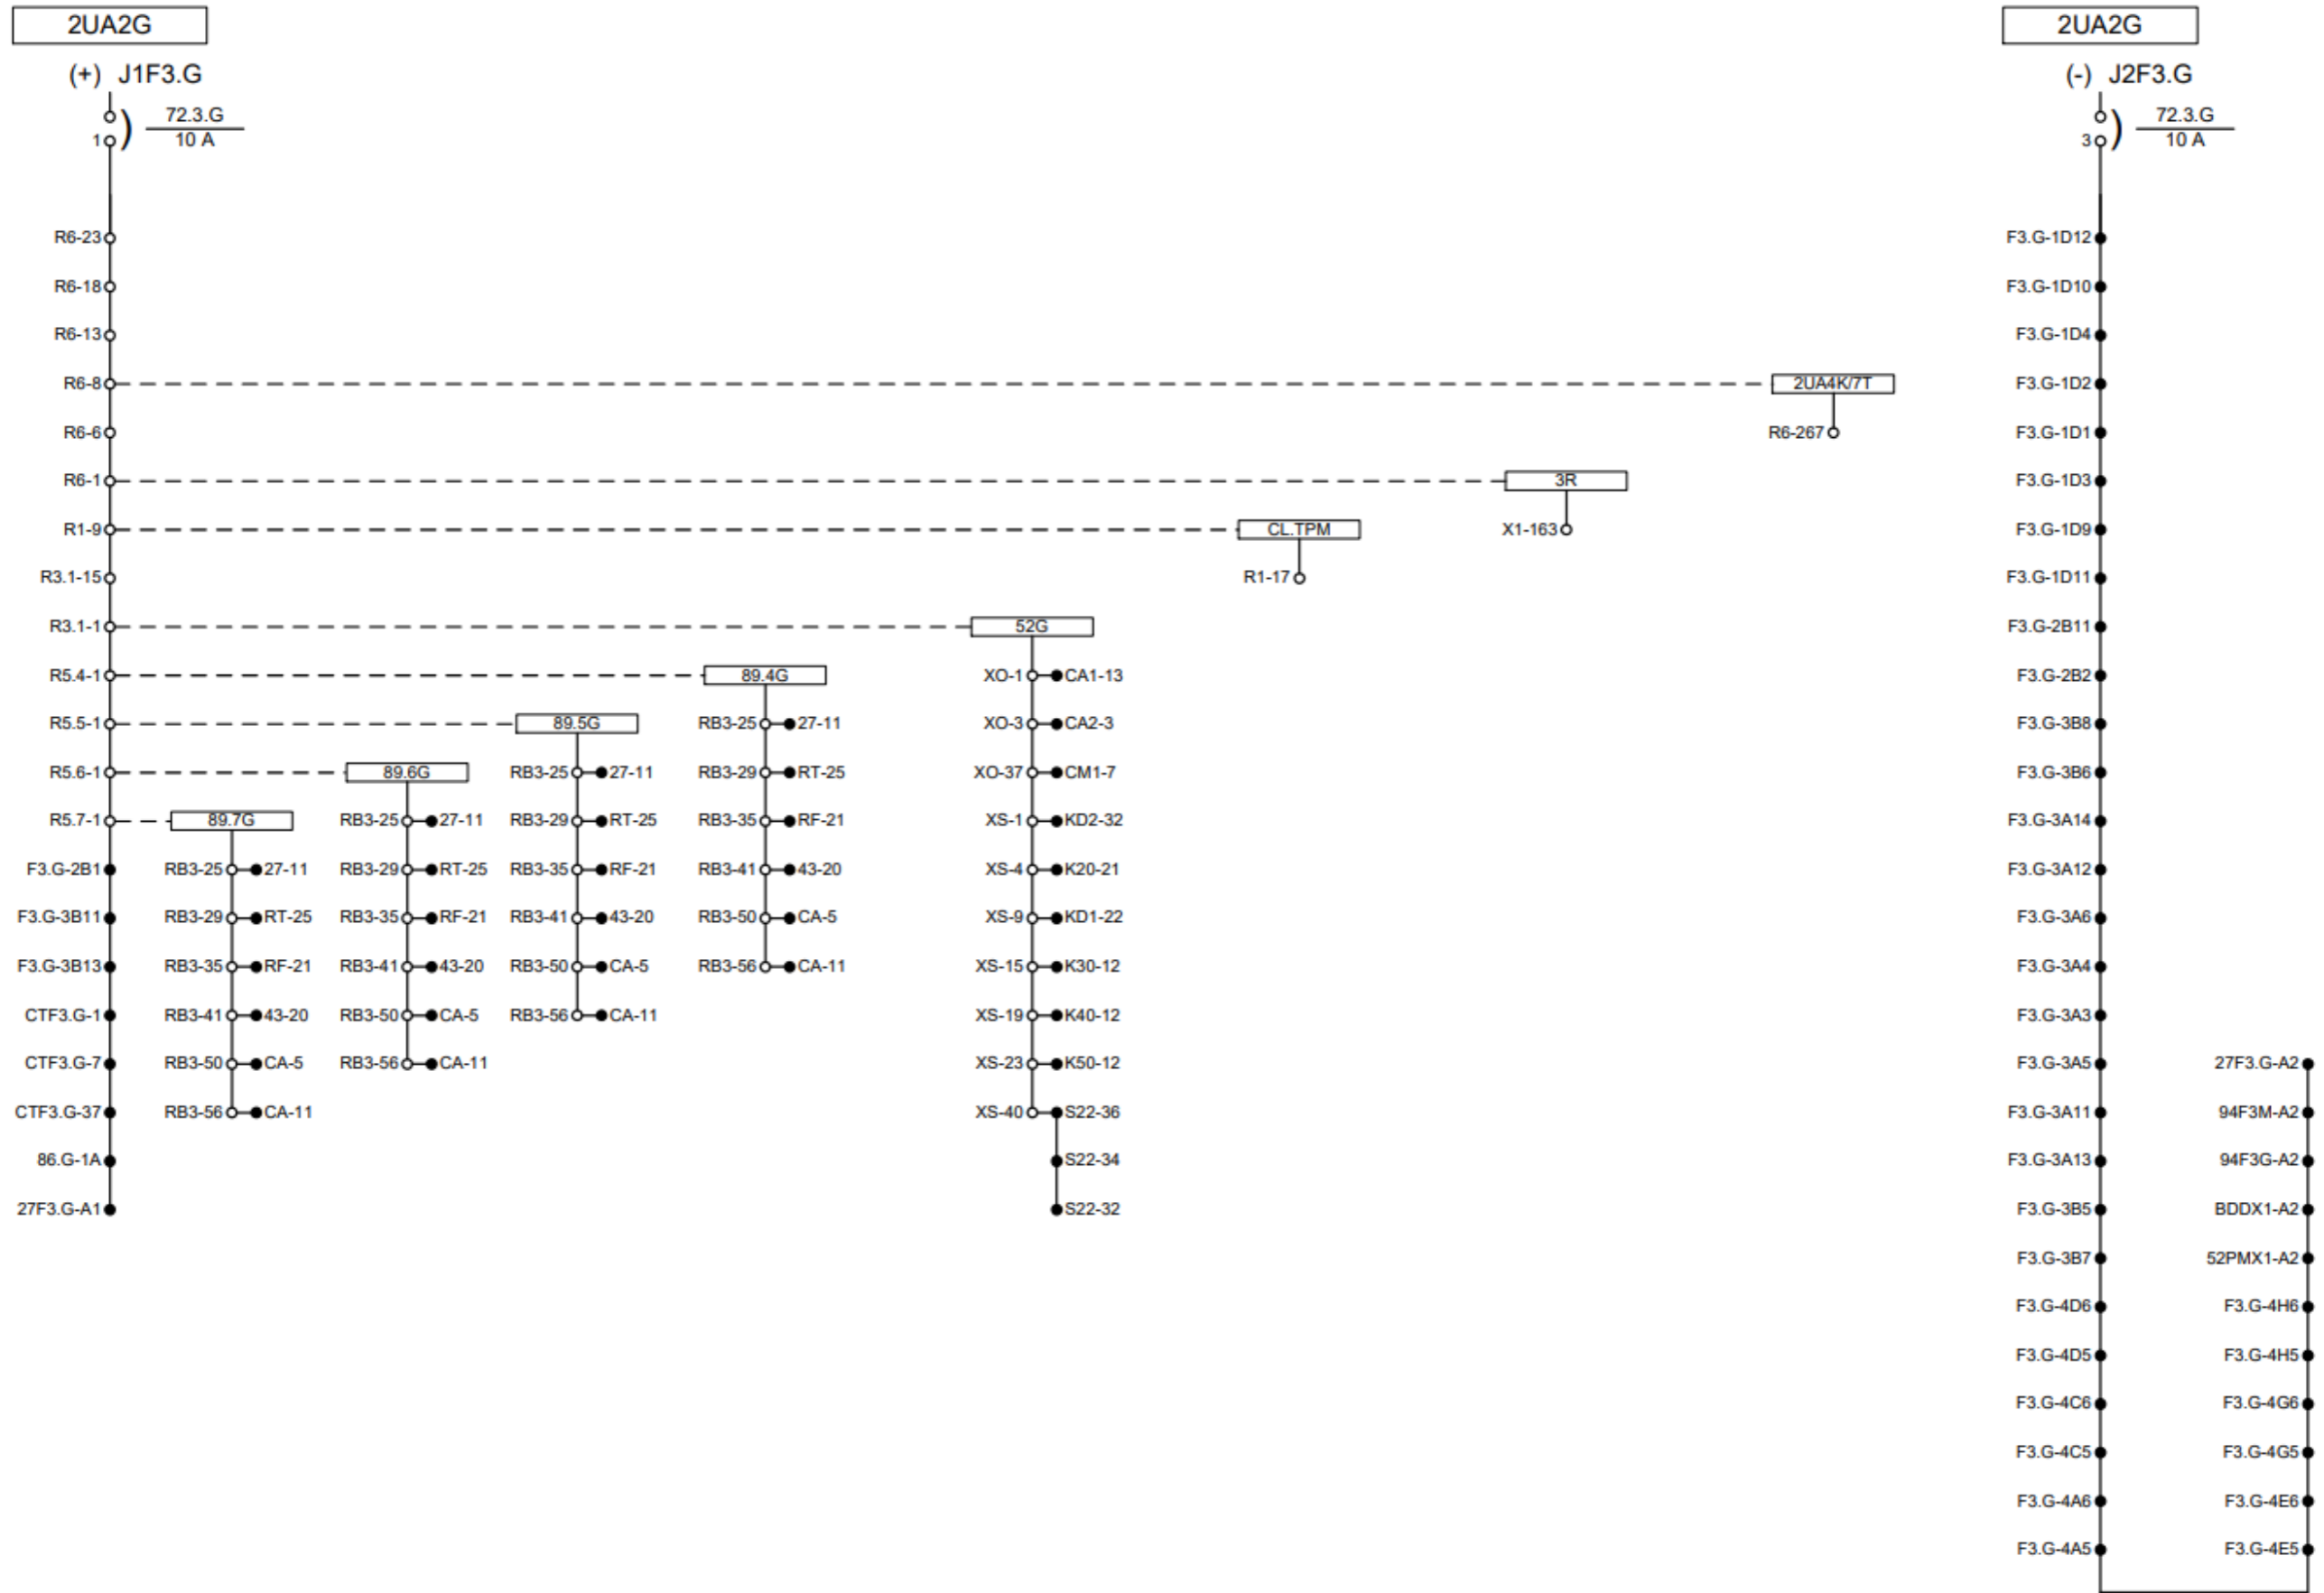 2UA2G
(+) J1F3.G
72.3.G
1
10 A
R6-23
R6-18
R6-13
R6-8
2UA4K/7T
R6-6
R6-267
R6-1
3R
R1-9
CL.TPM
X1-163
R3.1-15
R1-17
R3.1-1
52G
R5.4-1
89.4G
XO-1 CA1-13
R5.5-1
89.5G
RB3-25 27-11
XO-3 CA2-3
R5.6-1
89.6G
RB3-25 27-11
RB3-29 RT-25
XO-37 CM1-7
R5.7-1
89.7G
RB3-25 27-11
RB3-29 RT-25
RB3-35 RF-21
XS-1 KD2-32
F3.G-2B1
RB3-25 27-11
RB3-29 RT-25
RB3-35 RF-21
RB3-41 43-20
XS-4 K20-21
F3.G-3B11
RB3-29 RT-25
RB3-35 RF-21
RB3-41 43-20
RB3-50 CA-5
XS-9 KD1-22
F3.G-3B13
RB3-35 RF-21
RB3-41 43-20
RB3-50 CA-5
RB3-56 CA-11
XS-15 K30-12
CTF3.G-1
RB3-41 43-20
RB3-50 CA-5
RB3-56 CA-11
XS-19 K40-12
CTF3.G-7
RB3-50 CA-5
RB3-56 CA-11
XS-23 K50-12
CTF3.G-37
RB3-56 CA-11
XS-40 S22-36
86.G-1A
S22-34
27F3.G-A1
S22-32
2UA2G
(-) J2F3.G
72.3.G
3
10 A
F3.G-1D12
F3.G-1D10
F3.G-1D4
F3.G-1D2
F3.G-1D1
F3.G-1D3
F3.G-1D9
F3.G-1D11
F3.G-2B11
F3.G-2B2
F3.G-3B8
F3.G-3B6
F3.G-3A14
F3.G-3A12
F3.G-3A6
F3.G-3A4
F3.G-3A3
F3.G-3A5
27F3.G-A2
F3.G-3A11
94F3M-A2
F3.G-3A13
94F3G-A2
F3.G-3B5
BDDX1-A2
F3.G-3B7
52PMX1-A2
F3.G-4D6
F3.G-4H6
F3.G-4D5
F3.G-4H5
F3.G-4C6
F3.G-4G6
F3.G-4C5
F3.G-4G5
F3.G-4A6
F3.G-4E6
F3.G-4A5
F3.G-4E5